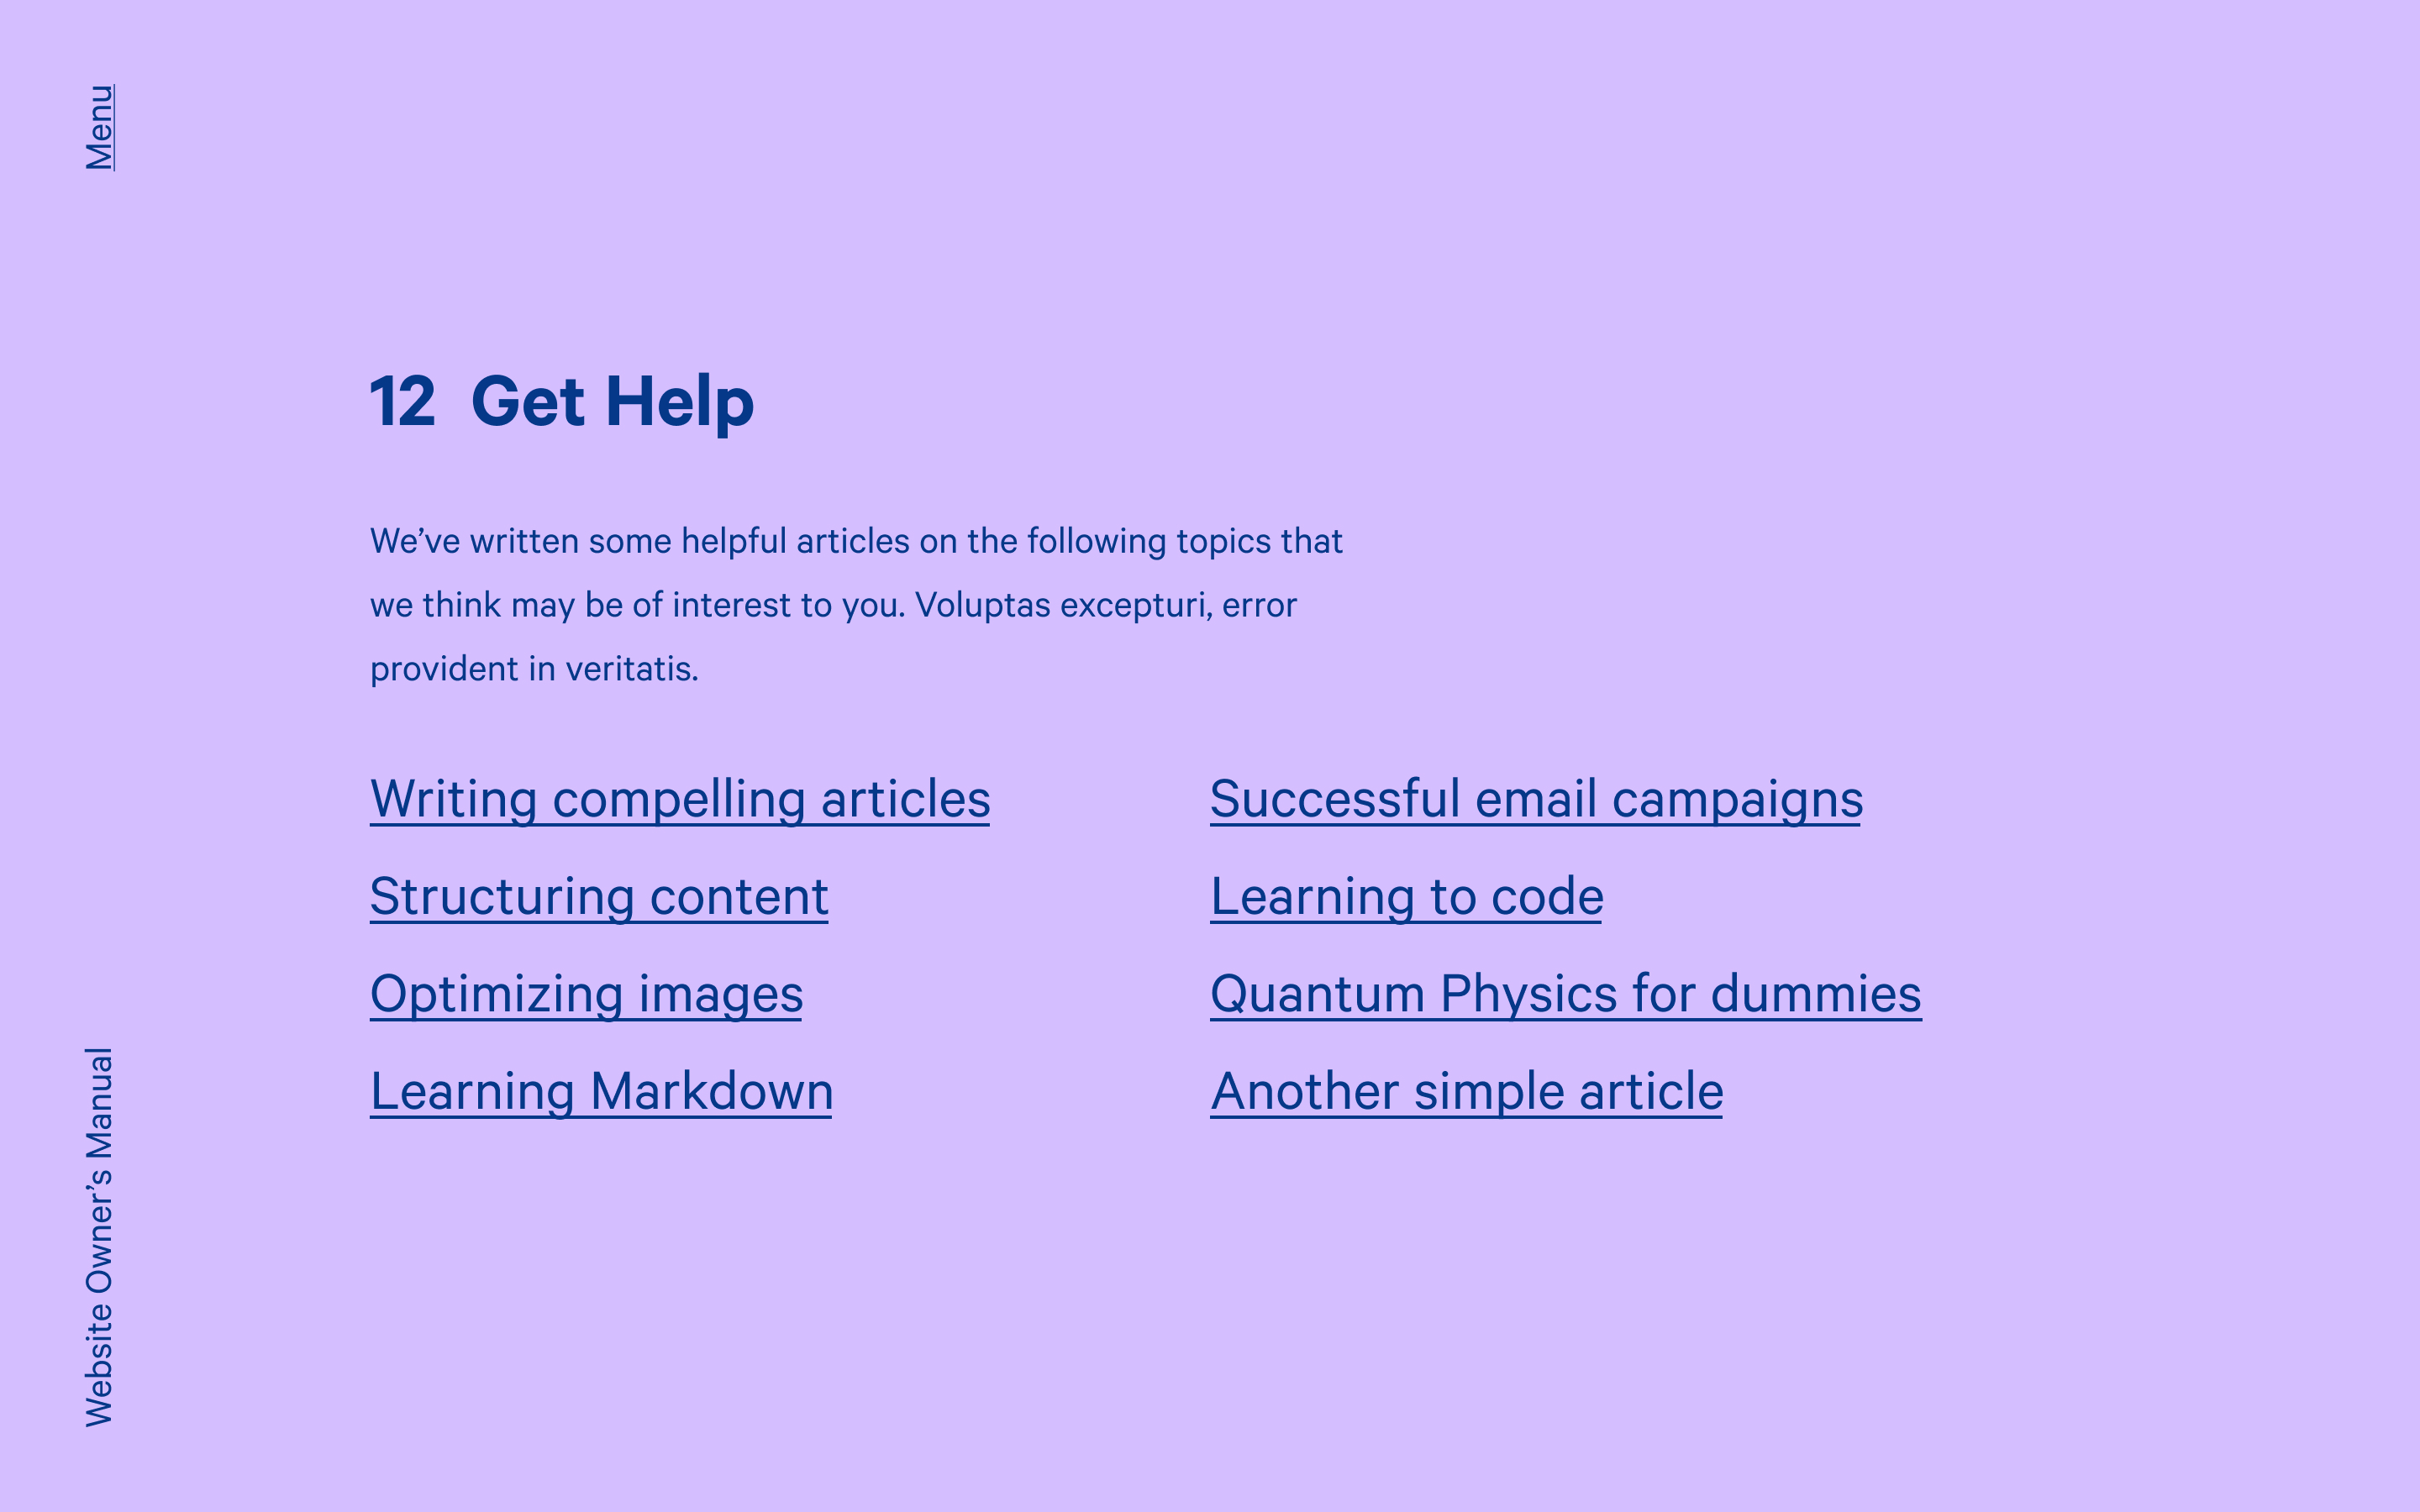 Menu
12 Get Help
We’ve written some helpful articles on the following topics that
we think may be of interest to you. Voluptas excepturi, error
provident in veritatis.
Writing compelling articles
Structuring content
Optimizing images
Learning Markdown
Successful email campaigns
Learning to code
Quantum Physics for dummies
Another simple article
Website Owner’s Manual